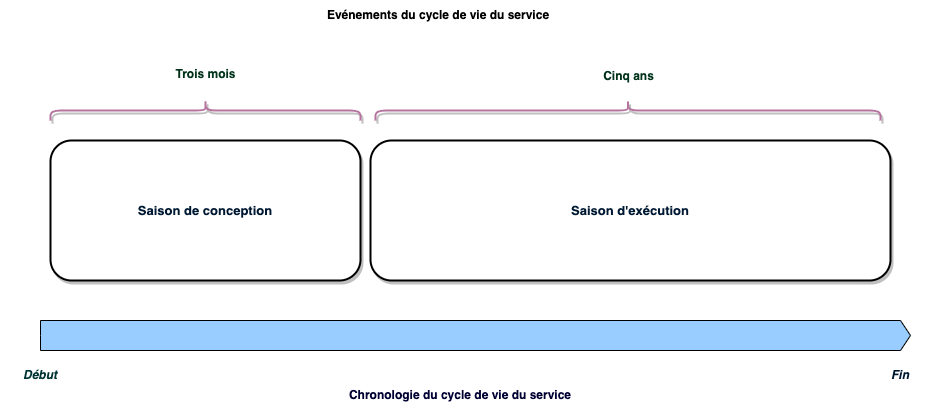 Evénements du cycle de vie du service
Trois mois
Cinq ans
Saison de conception
Saison d'exécution
Début
Fin
Chronologie du cycle de vie du service